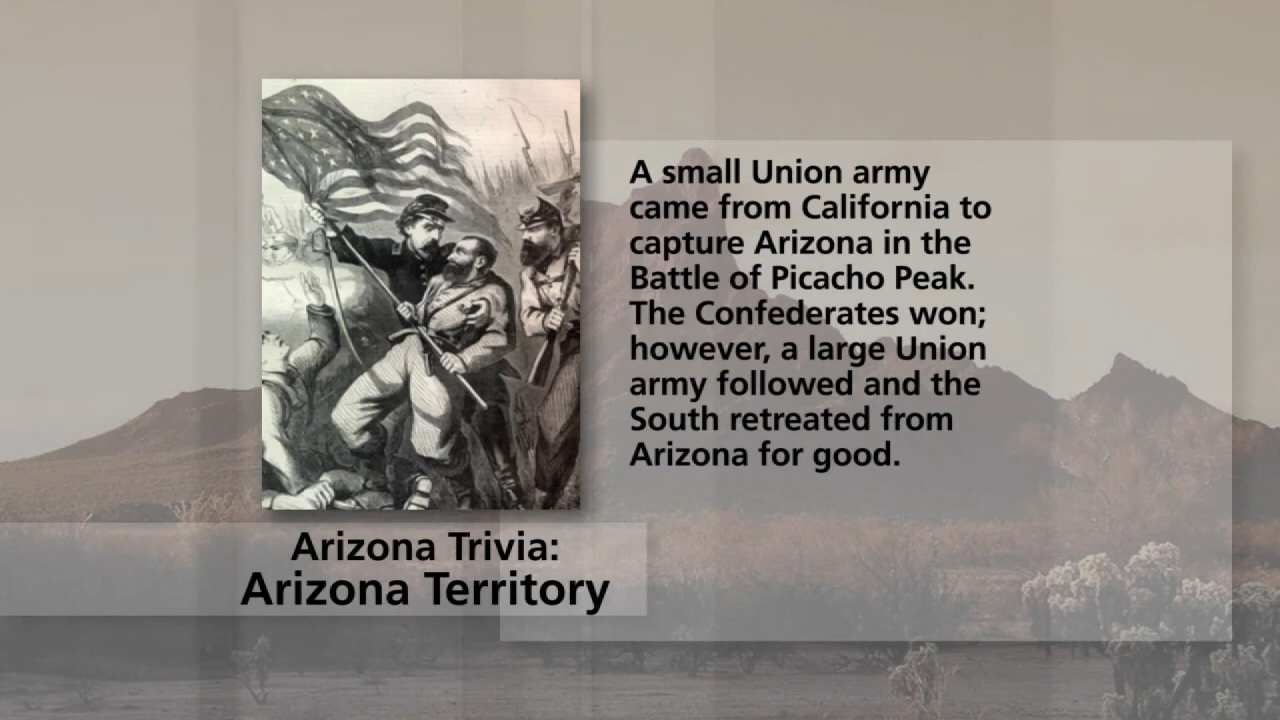 A small Union army
came from California to
capture Arizona in the
Battle of Picacho Peak.
The Confederates won;
however, a large Union
army followed and the
South retreated from
Arizona for good.
Arizona Trivia:
Arizona Territory